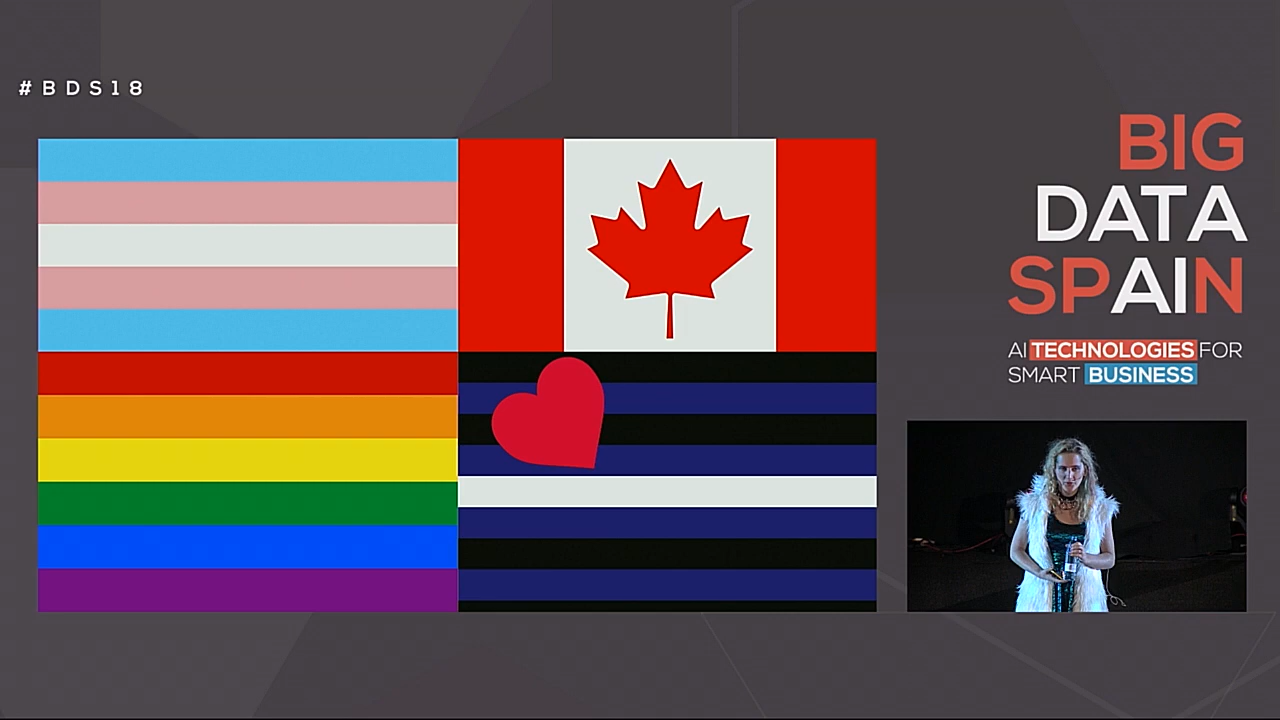 #BDS18
BIG
DATA
SPAIN
AI TECHNOLOGIES FOR
SMART BUSINESS